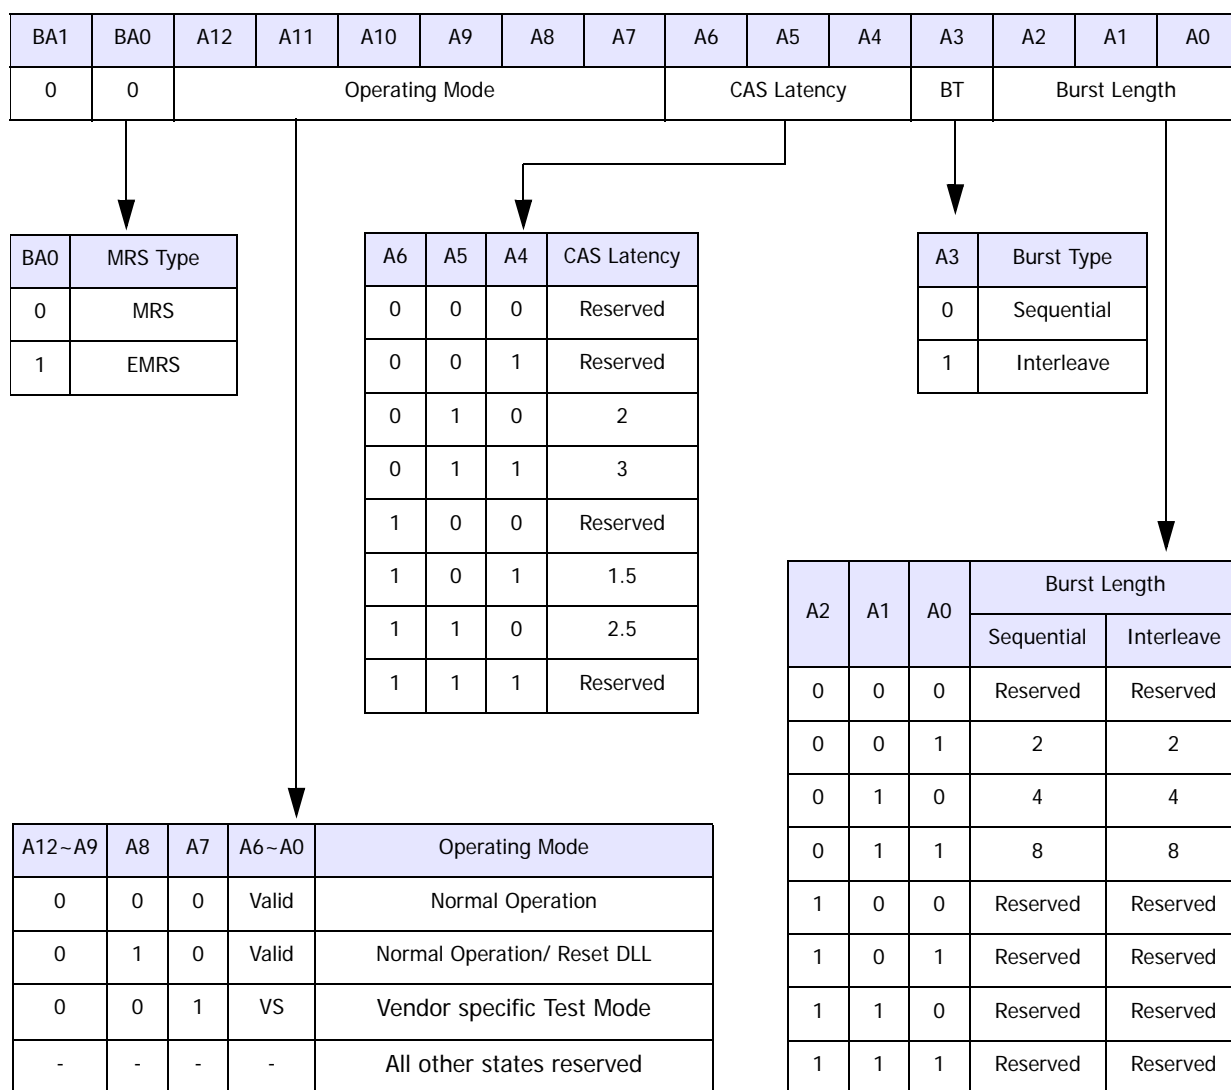 BA1 BA0 A12 A11 A10 A9 A8 A7 A6 A5 A4 A3 A2 A1 A0
0 0 Operating Mode CAS Latency BT Burst Length
BA0 MRS Type
0 MRS
1 EMRS
A6 A5 A4 CAS Latency
0 0 0 Reserved
0 0 1 Reserved
0 1 0 2
0 1 1 3
1 0 0 Reserved
1 0 1 1.5
1 1 0 2.5
1 1 1 Reserved
A3 Burst Type
0 Sequential
1 Interleave
A2 A1 A0 Burst Length
Sequential Interleave
0 0 0 Reserved Reserved
0 0 1 2 2
0 1 0 4 4
0 1 1 8 8
1 0 0 Reserved Reserved
1 0 1 Reserved Reserved
1 1 0 Reserved Reserved
1 1 1 Reserved Reserved
A12~A9 A8 A7 A6~A0 Operating Mode
0 0 0 Valid Normal Operation
0 1 0 Valid Normal Operation/ Reset DLL
0 0 1 VS Vendor specific Test Mode
- - - - All other states reserved